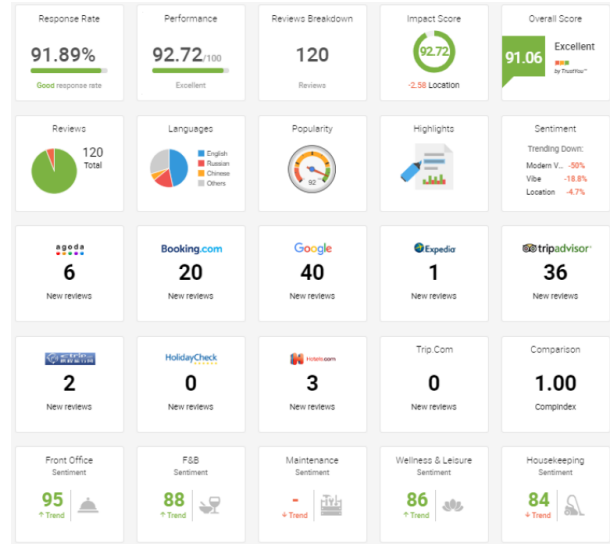 Response Rate
91.89%
Good response rate
Performance
92.72/100
Excellent
Reviews Breakdown
120
Reviews
Impact Score
92.72
-2.58 Location
Overall Score
91.06
Excellent
by TrustYou™
Reviews
120
Total
Languages
English
Russian
Chinese
Others
Popularity
92
Highlights
Sentiment
Trending Down:
Modern V... -50%
Vibe -18.8%
Location -4.7%
agoda
6
New reviews
Booking.com
20
New reviews
Google
40
New reviews
Expedia
1
New reviews
tripadvisor
36
New reviews
2
New reviews
HolidayCheck
0
New reviews
Hotels.com
3
New reviews
Trip.Com
0
New reviews
Comparison
1.00
CompIndex
Front Office
Sentiment
95
↑ Trend
F&B
Sentiment
88
↑ Trend
Maintenance
Sentiment
-
↓ Trend
Wellness & Leisure
Sentiment
86
↑ Trend
Housekeeping
Sentiment
84
↓ Trend